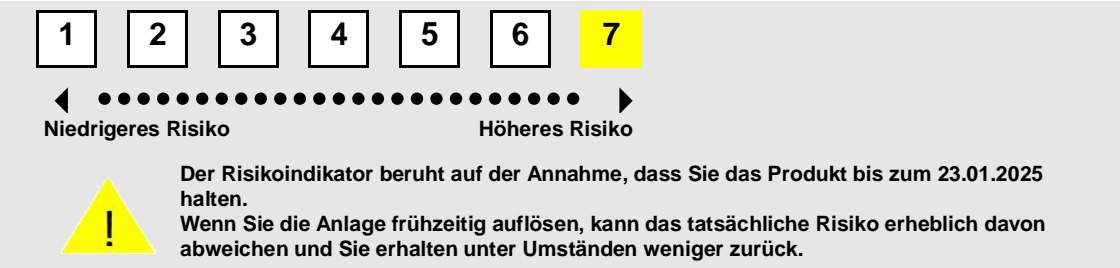 1 2 3 4 5 6 7
Niedrigeres Risiko Höheres Risiko
Der Risikoindikator beruht auf der Annahme, dass Sie das Produkt bis zum 23.01.2025
halten.
Wenn Sie die Anlage frühzeitig auflösen, kann das tatsächliche Risiko erheblich davon
abweichen und Sie erhalten unter Umständen weniger zurück.
!